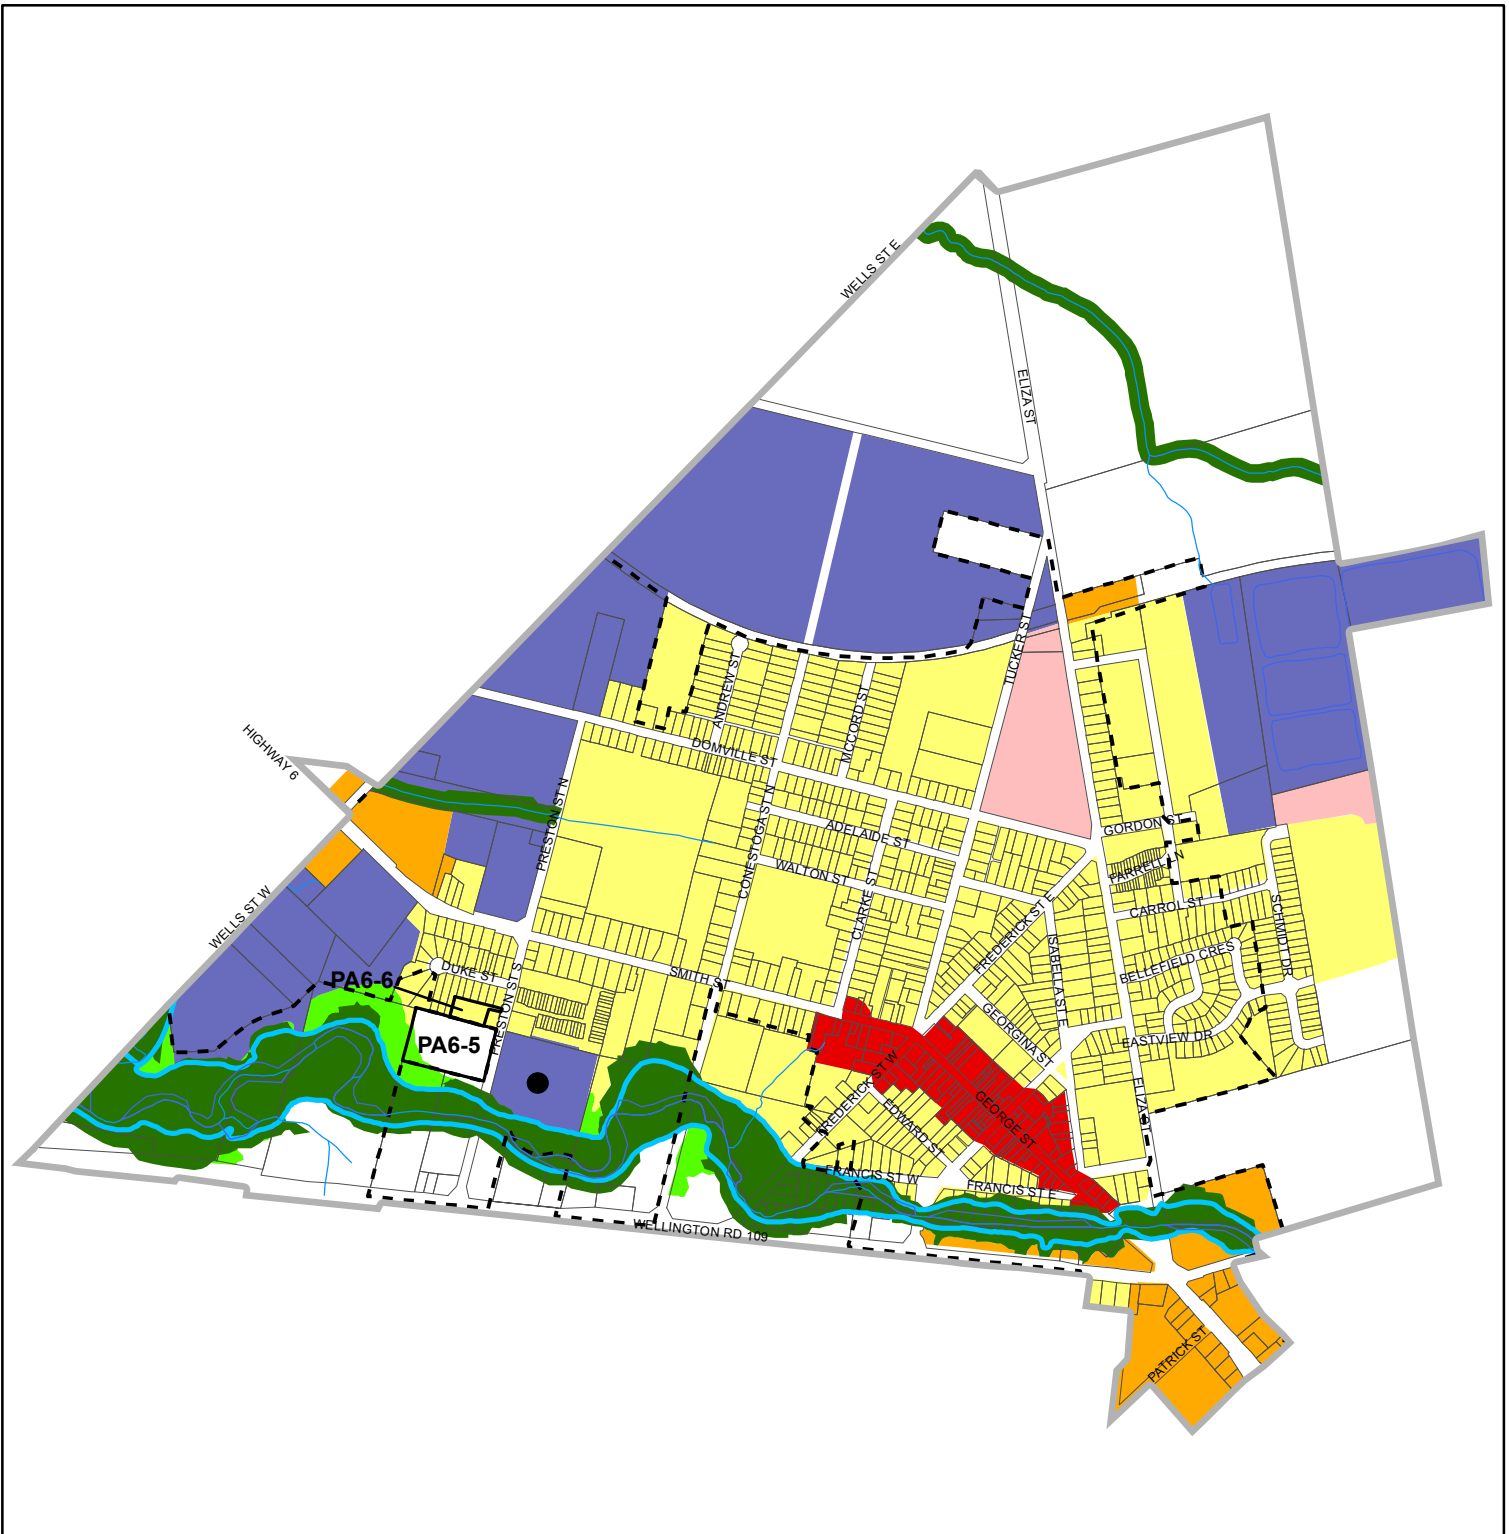 WELLS ST E
ELIZA ST
TUCKER ST
ANDREW ST
MCCORD ST
HIGHWAY 6
DOMVILLE ST
PRESTON ST N
CONESTOGA ST N
ADELAIDE ST
GORDON ST
WALTON ST
FARRELL LN
CLARKE ST
WELLS ST W
CARROL ST
SCHMIDT DR
FREDERICK ST E
ISABELLA ST E
BELLEFIELD CRES
DUKE ST
SMITH ST
PA6-6
PRESTON ST S
PA6-5
GEORGINA ST
EASTVIEW DR
FREDERICK ST W
EDWARD ST
GEORGE ST
ELIZA ST
FRANCIS ST W
FRANCIS ST E
WELLINGTON RD 109
PATRICK ST